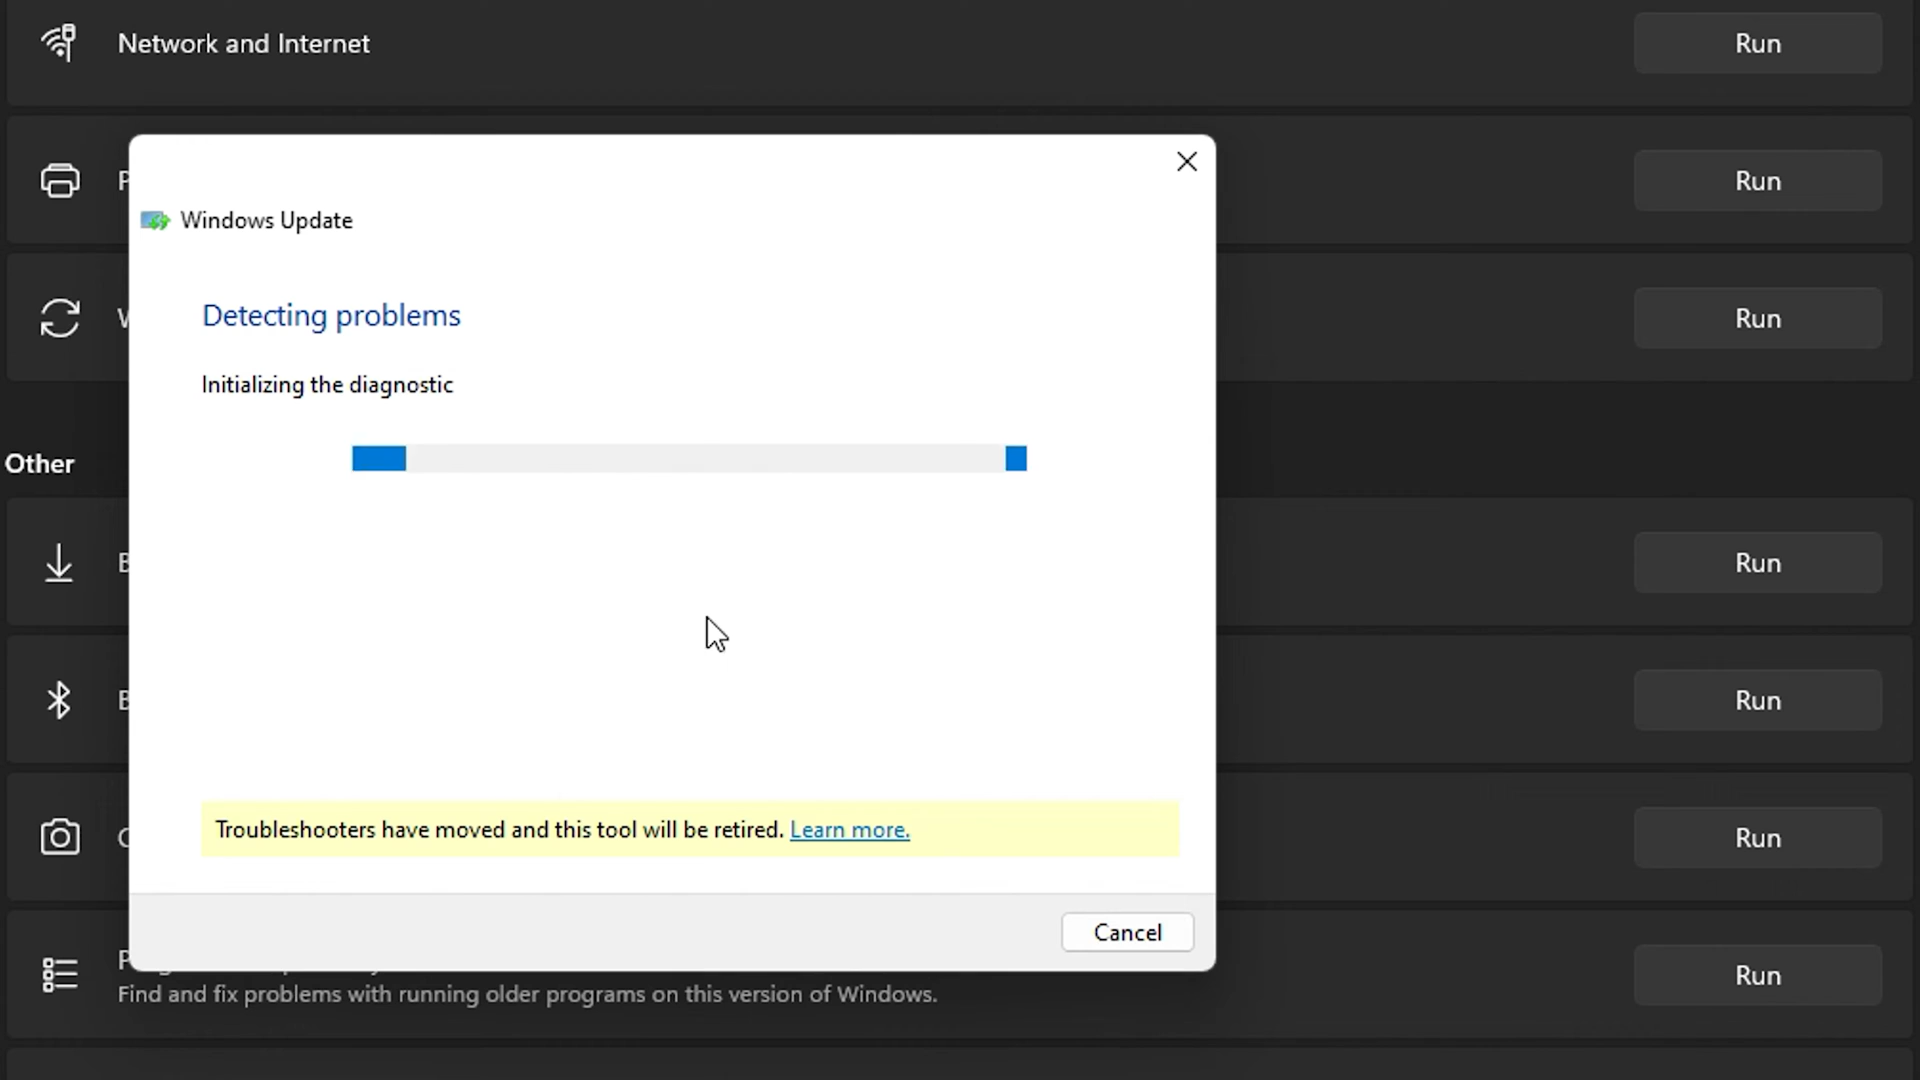 Network and Internet
Run
Run
Windows Update
Run
Detecting problems
Initializing the diagnostic
Other
Run
Run
Troubleshooters have moved and this tool will be retired. Learn more.
Run
Cancel
Find and fix problems with running older programs on this version of Windows.
Run